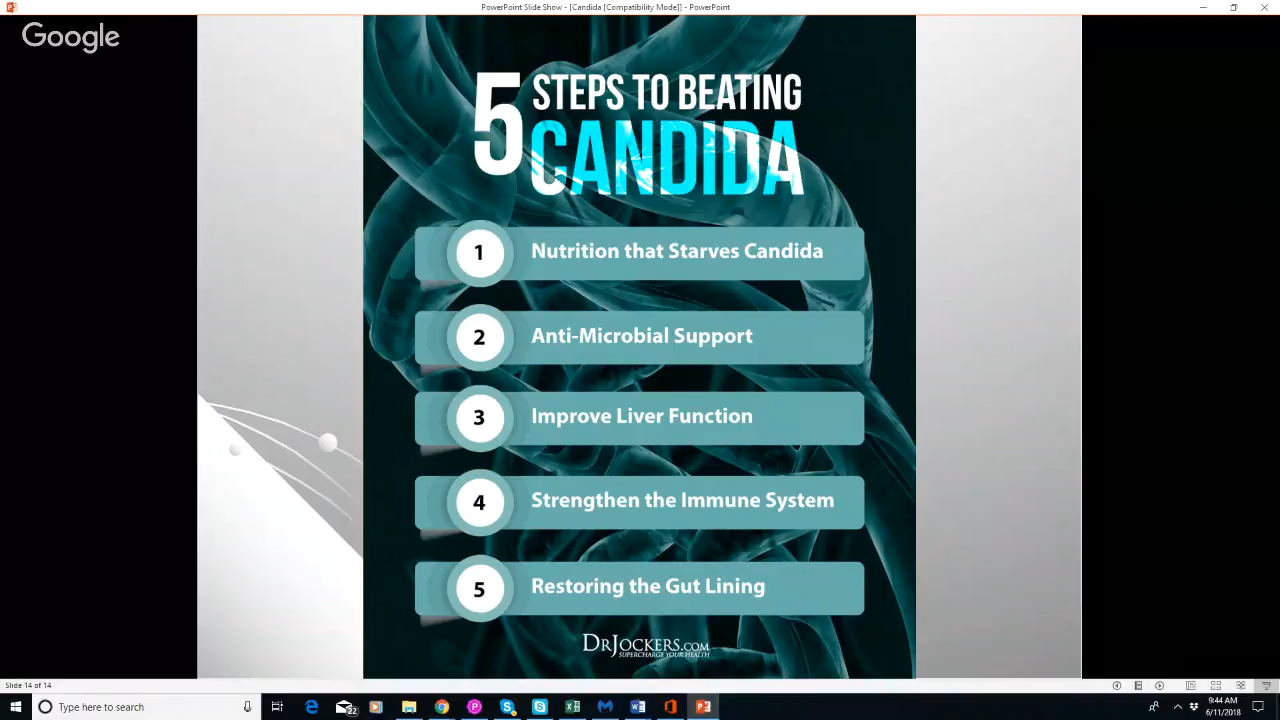 PowerPoint Slide Show - [Candida [Compatibility Mode]] - PowerPoint
Google
5 STEPS TO BEATING
CANDIDA
1 Nutrition that Starves Candida
2 Anti-Microbial Support
3 Improve Liver Function
4 Strengthen the Immune System
5 Restoring the Gut Lining
DRJOCKERS.COM
SUPERCHARGE YOUR HEALTH
Slide 14 of 14
Type here to search
22
9:44 AM
6/11/2018